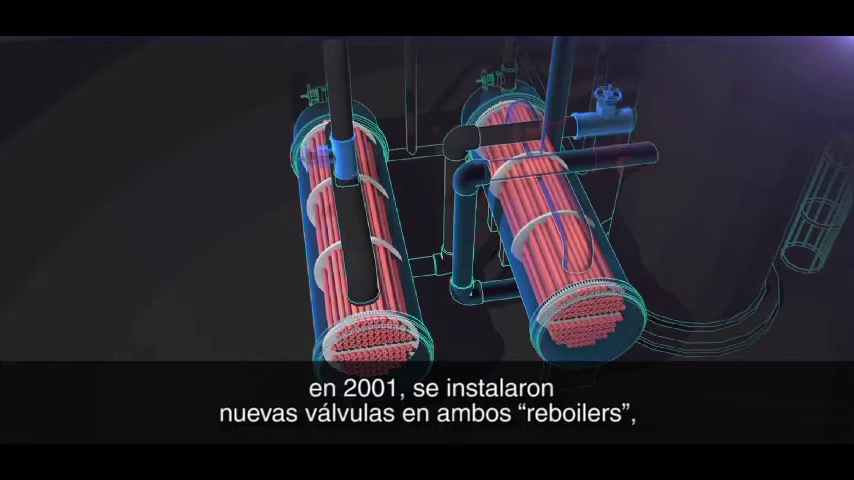 en 2001, se instalaron
nuevas válvulas en ambos “reboilers”,